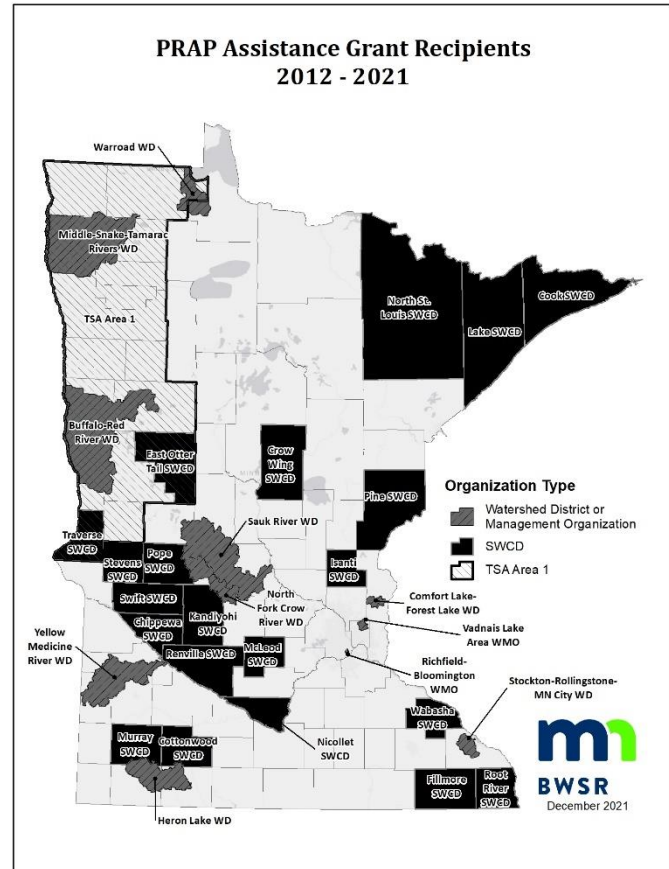 PRAP Assistance Grant Recipients
2012 - 2021
Warroad WD
Middle-Snake-Tamarac
Rivers WD
TSA Area 1
North St.
Louis SWCD
Lake SWCD
Cook SWCD
Buffalo-Red
River WD
East Otter
Tail SWCD
Crow
Wing
SWCD
Pine SWCD
Organization Type
Watershed District or
Management Organization
SWCD
TSA Area 1
Sauk River WD
Traverse
SWCD
Stevens
SWCD
Pope
SWCD
Isanti
SWCD
North
Fork Crow
River WD
Comfort Lake-
Forest Lake WD
Swift SWCD
Chippewa
SWCD
Kandiyohi
SWCD
Vadnais Lake
Area WMO
Yellow
Medicine
River WD
Renville SWCD
McLeod
SWCD
Richfield-
Bloomington
WMO
Stockton-Rollingstone-
MN City WD
Nicollet
SWCD
Wabasha
SWCD
Murray
SWCD
Cottonwood
SWCD
Fillmore
SWCD
Root
River
SWCD
Heron Lake WD
mn
BWSR
December 2021